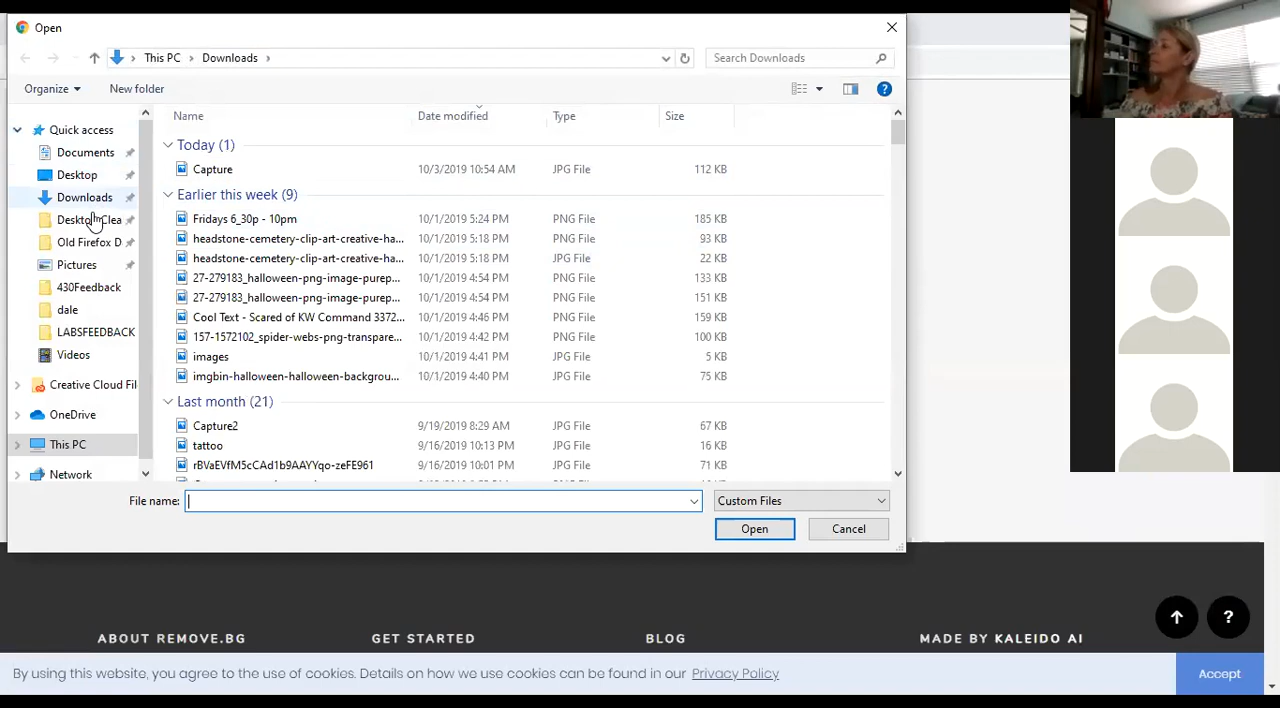 Open
This PC › Downloads ›
Search Downloads
Organize
New folder
Name Date modified Type Size
Quick access
Documents
Desktop
Downloads
Old Firefox D
Pictures
430Feedback
dale
LABSFEEDBACK
Videos
Creative Cloud Fil
OneDrive
This PC
Network
Today (1)
Capture 10/3/2019 10:54 AM JPG File 112 KB
Earlier this week (9)
Fridays 6_30p - 10pm 10/1/2019 5:24 PM PNG File 185 KB
headstone-cemetery-clip-art-creative-ha... 10/1/2019 5:18 PM PNG File 93 KB
headstone-cemetery-clip-art-creative-ha... 10/1/2019 5:18 PM JPG File 22 KB
27-279183_halloween-png-image-purep... 10/1/2019 4:54 PM PNG File 133 KB
27-279183_halloween-png-image-purep... 10/1/2019 4:54 PM PNG File 151 KB
Cool Text - Scared of KW Command 3372... 10/1/2019 4:46 PM PNG File 159 KB
157-1572102_spider-webs-png-transpare... 10/1/2019 4:42 PM PNG File 100 KB
images 10/1/2019 4:41 PM JPG File 5 KB
imgbin-halloween-halloween-backgrou... 10/1/2019 4:40 PM JPG File 75 KB
Last month (21)
Capture2 9/19/2019 8:29 AM JPG File 67 KB
tattoo 9/16/2019 10:13 PM JPG File 16 KB
rBVaEVfM5cCAd1b9AAYYqo-zeFE961 9/16/2019 10:01 PM JPG File 71 KB
File name:
Custom Files
Open
Cancel
ABOUT REMOVE.BG
GET STARTED
BLOG
MADE BY KALEIDO AI
?
By using this website, you agree to the use of cookies. Details on how we use cookies can be found in our Privacy Policy
Accept